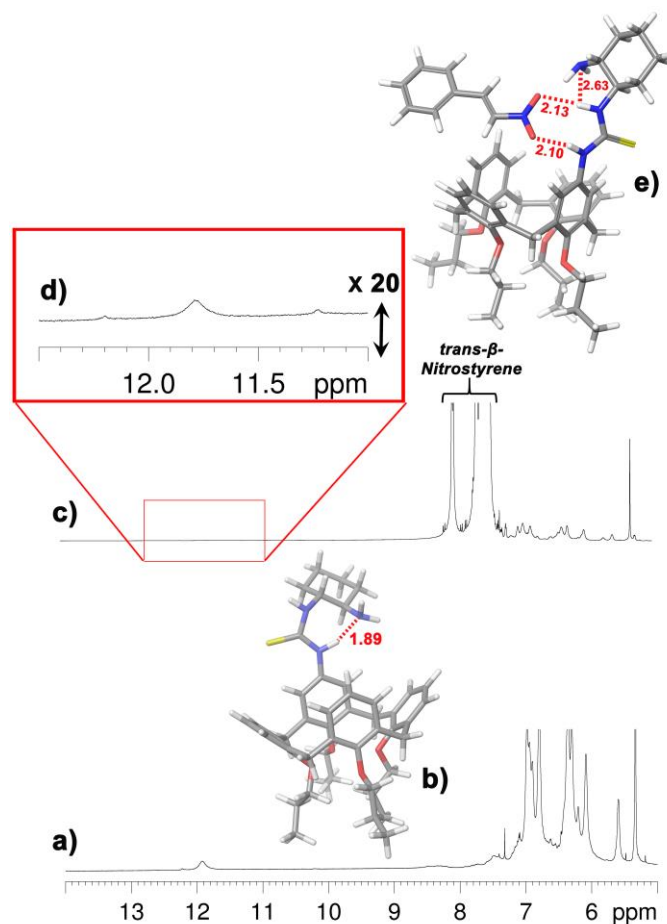 2.63
2.13
2.10
e)
d)
x 20
12.0 11.5 ppm
trans-β-
Nitrostyrene
c)
1.89
b)
a)
13 12 11 10 9 8 7 6 ppm